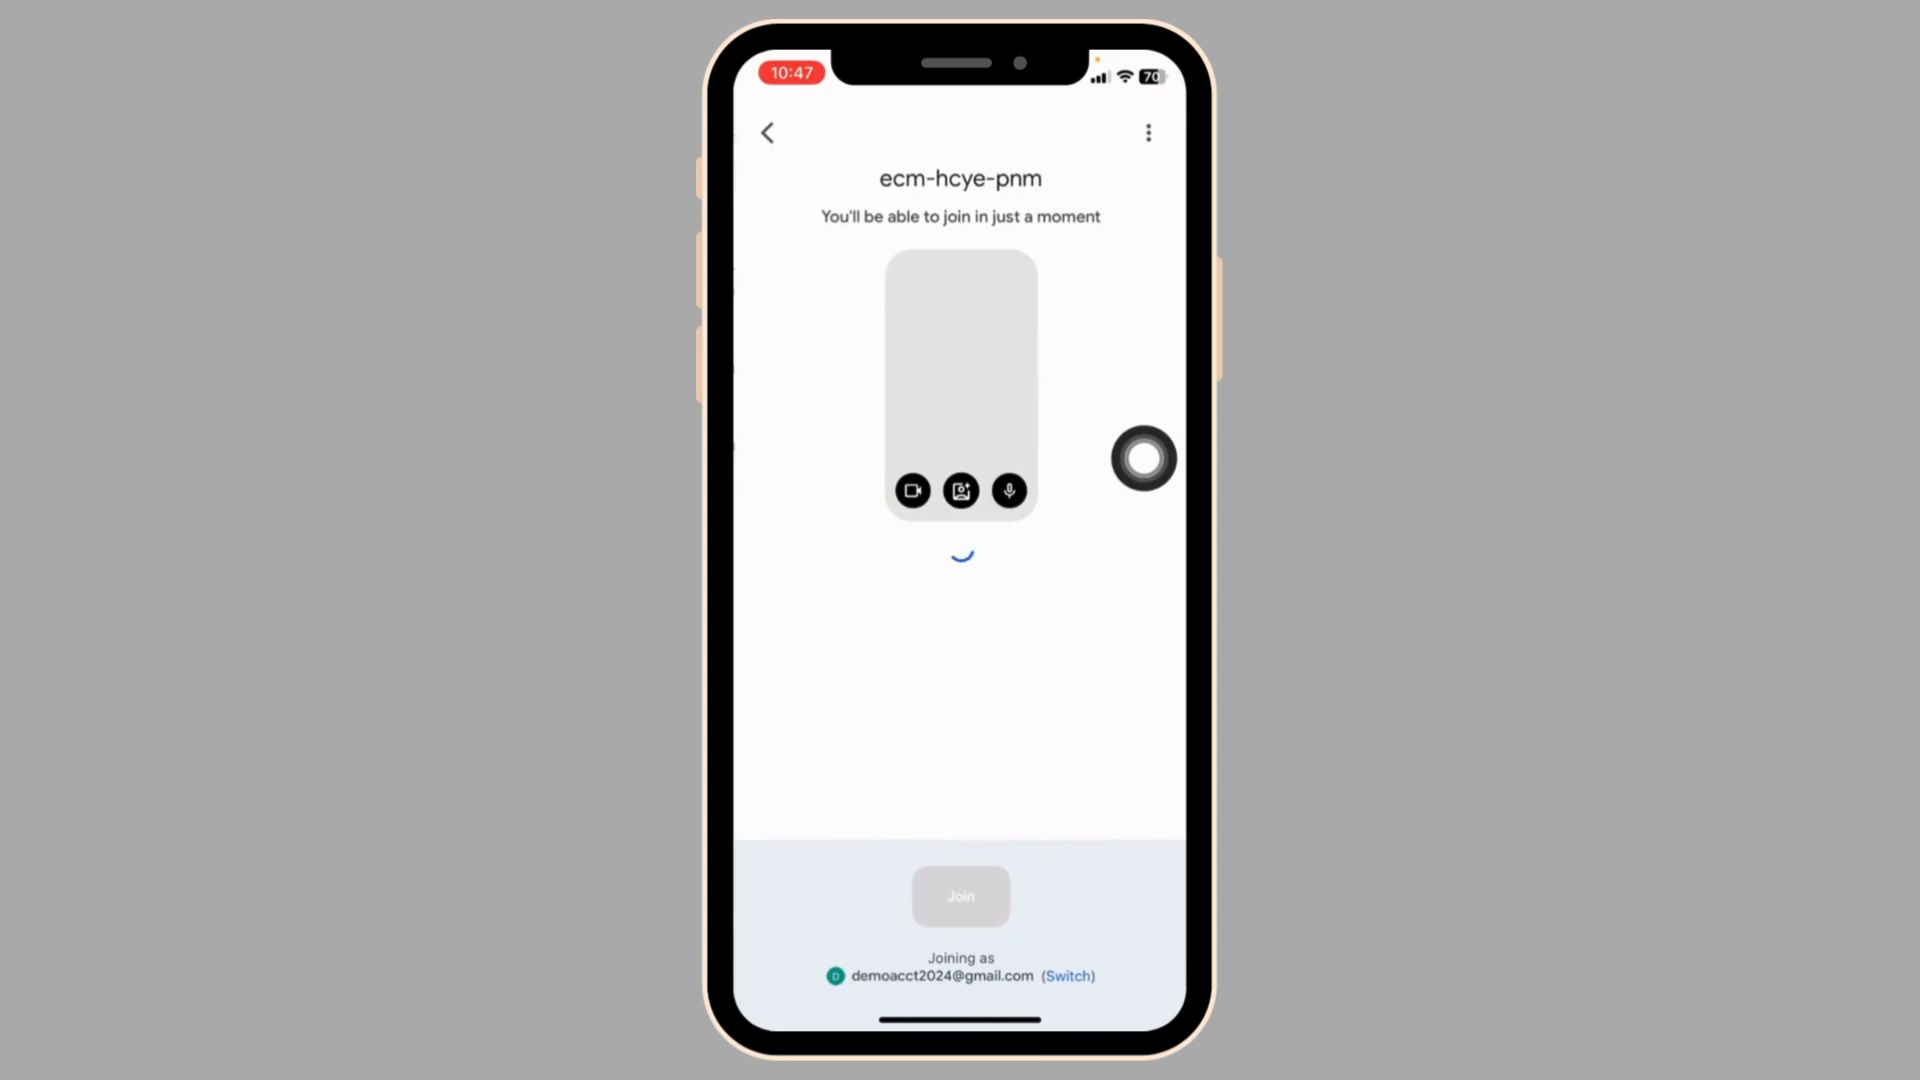 10:47
70
ecm-hcye-pnm
You'll be able to join in just a moment
Join
Joining as
D demoacct2024@gmail.com (Switch)